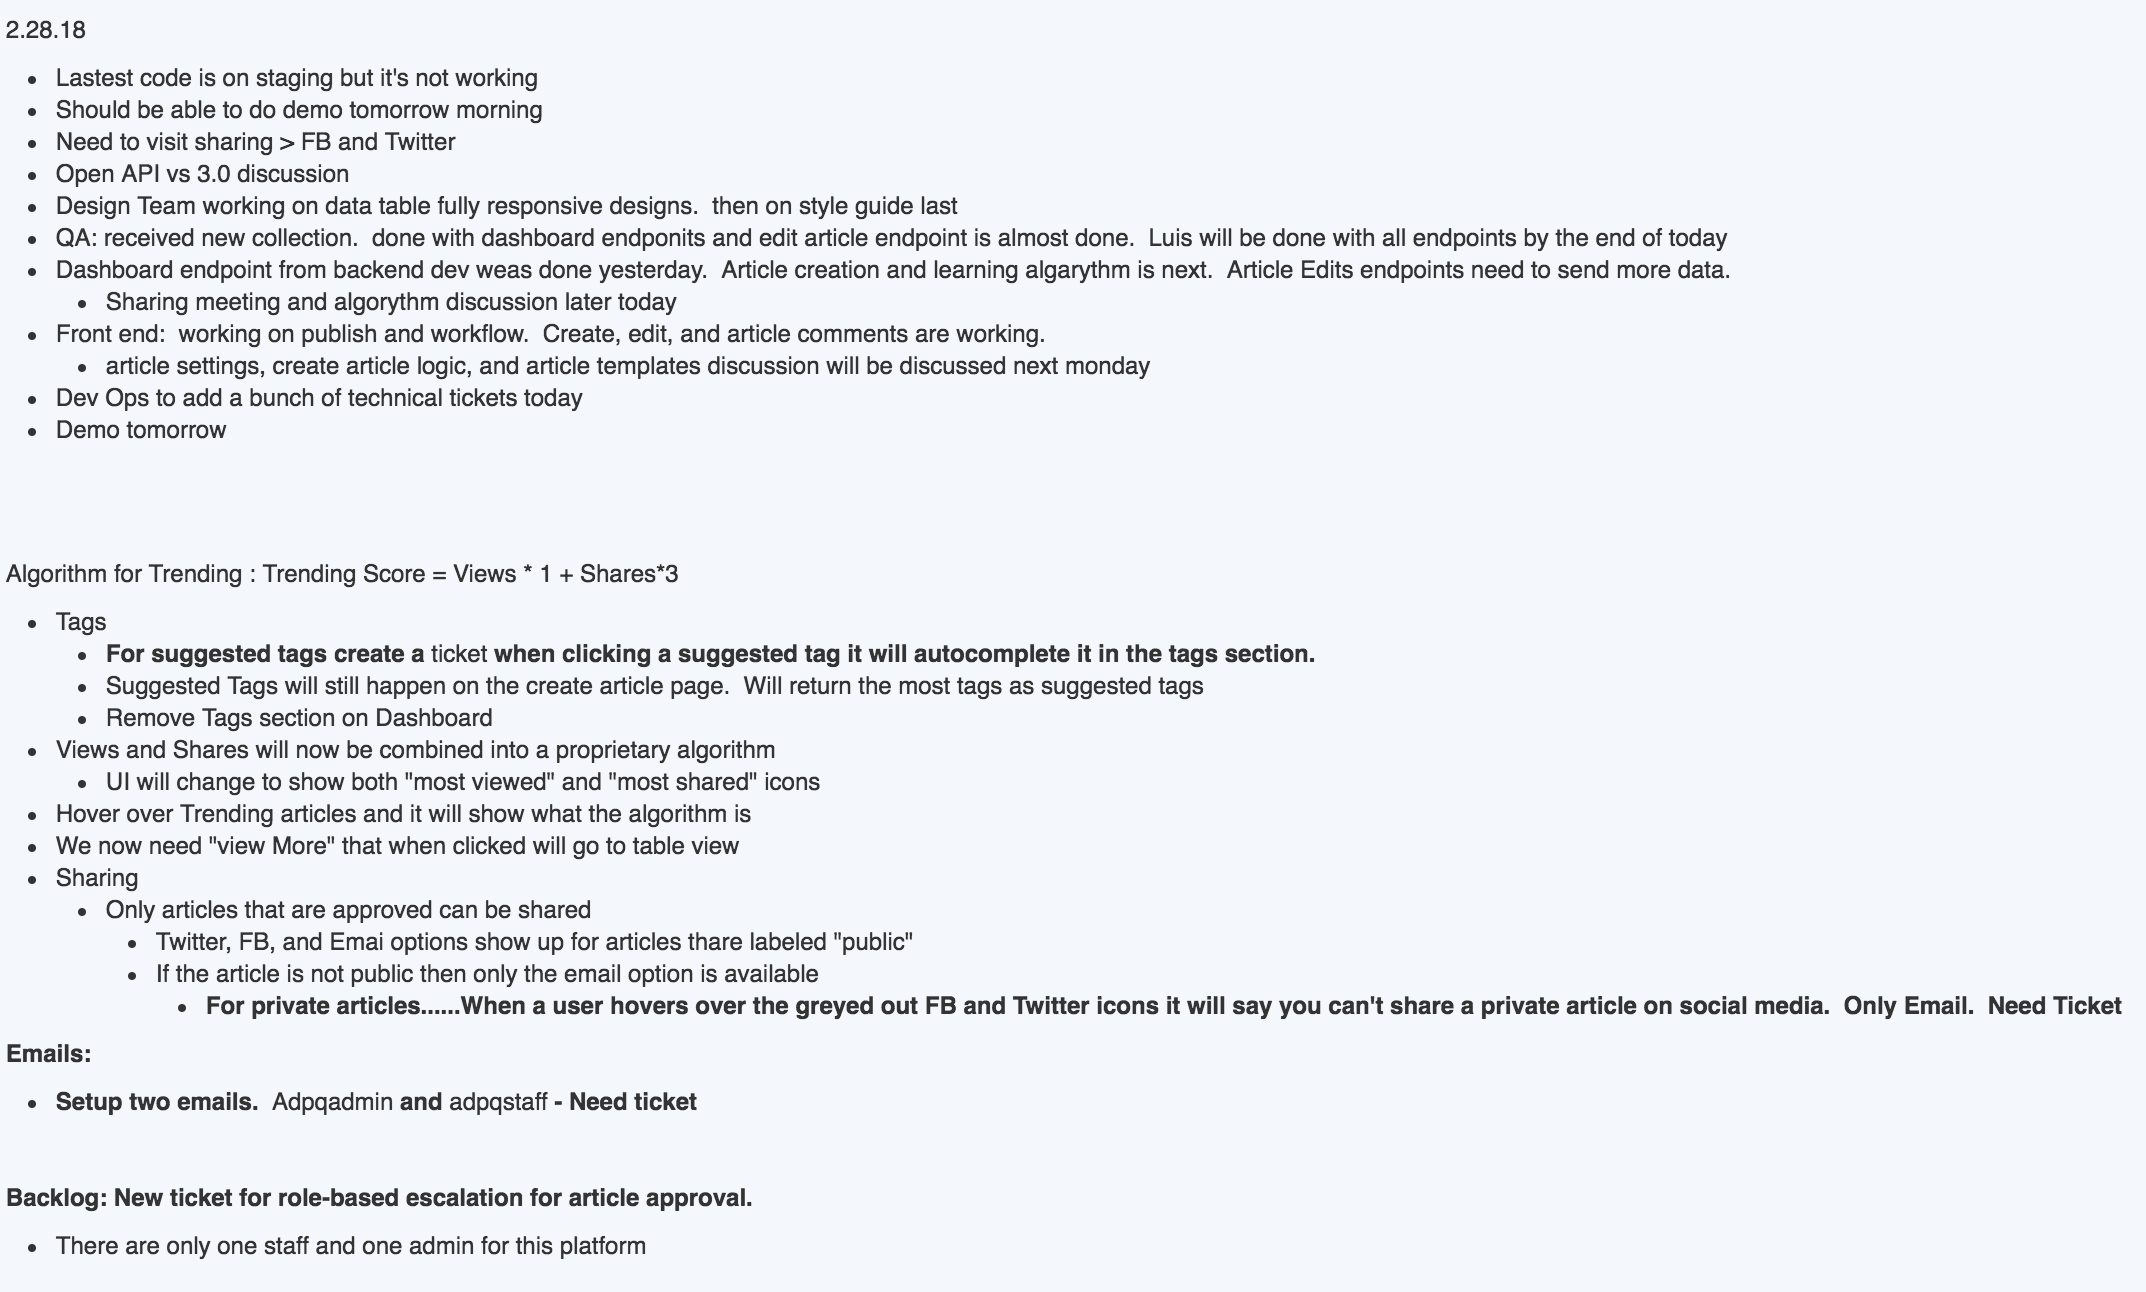 2.28.18
Lastest code is on staging but it's not working
Should be able to do demo tomorrow morning
Need to visit sharing > FB and Twitter
Open API vs 3.0 discussion
Design Team working on data table fully responsive designs.  then on style guide last
QA: received new collection.  done with dashboard endponits and edit article endpoint is almost done.  Luis will be done with all endpoints by the end of today
Dashboard endpoint from backend dev weas done yesterday.  Article creation and learning algarythm is next.  Article Edits endpoints need to send more data.
Sharing meeting and algorythm discussion later today
Front end:  working on publish and workflow.  Create, edit, and article comments are working.
article settings, create article logic, and article templates discussion will be discussed next monday
Dev Ops to add a bunch of technical tickets today
Demo tomorrow
Algorithm for Trending : Trending Score = Views * 1 + Shares*3
Tags
For suggested tags create a ticket when clicking a suggested tag it will autocomplete it in the tags section.
Suggested Tags will still happen on the create article page.  Will return the most tags as suggested tags
Remove Tags section on Dashboard
Views and Shares will now be combined into a proprietary algorithm
UI will change to show both "most viewed" and "most shared" icons
Hover over Trending articles and it will show what the algorithm is
We now need "view More" that when clicked will go to table view
Sharing
Only articles that are approved can be shared
Twitter, FB, and Emai options show up for articles thare labeled "public"
If the article is not public then only the email option is available
For private articles......When a user hovers over the greyed out FB and Twitter icons it will say you can't share a private article on social media.  Only Email.  Need Ticket
Emails:
Setup two emails.  Adpqadmin and adpqstaff - Need ticket
Backlog: New ticket for role-based escalation for article approval.
There are only one staff and one admin for this platform